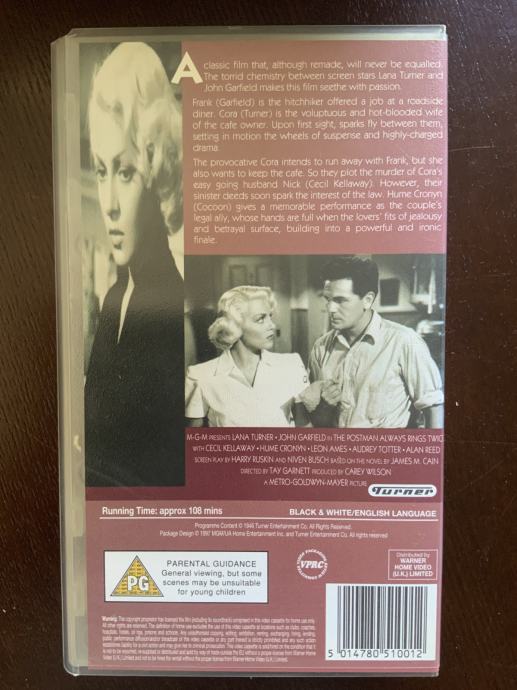 A classic film that, although remade, will never be equalled.
The torrid chemistry between screen stars Lana Turner and
John Garfield makes this film seethe with passion.
Frank (Garfield) is the hitchhiker offered a job at a roadside
diner. Cora (Turner) is the voluptuous and hot-blooded wife
of the cafe owner. Upon first sight, sparks fly between them,
setting in motion the wheels of suspense and highly-charged
drama.
The provocative Cora intends to run away with Frank, but she
also wants to keep the cafe. So they plot the murder of Cora's
easy going husband Nick (Cecil Kellaway). However, their
sinister deeds soon spark the interest of the law. Hume Cronyn
(Cocoon) gives a memorable performance as the couple's
legal ally, whose hands are full when the lovers' fits of jealousy
and betrayal surface, building into a powerful and ironic
finale.
M-G-M PRESENTS LANA TURNER • JOHN GARFIELD IN THE POSTMAN ALWAYS RINGS TWIC
WITH CECIL KELLAWAY • HUME CRONYN • LEON AMES • AUDREY TOTTER • ALAN REED
SCREEN PLAY BY HARRY RUSKIN AND NIVEN BUSCH BASED ON THE NOVEL BY JAMES M. CAIN
DIRECTED BY TAY GARNETT PRODUCED BY CAREY WILSON
A METRO-GOLDWYN-MAYER PICTURE
Turner
Running Time: approx 108 mins
BLACK & WHITE/ENGLISH LANGUAGE
Programme Content © 1946 Turner Entertainment Co. All Rights Reserved.
Package Design © 1997 MGM/UA Home Entertainment Inc. and Turner Entertainment Co. All rights reserved
PG
PARENTAL GUIDANCE
General viewing, but some
scenes may be unsuitable
for young children
VPRC
Distributed by
WARNER
HOME VIDEO
(U.K.) LIMITED
5 014780 510012